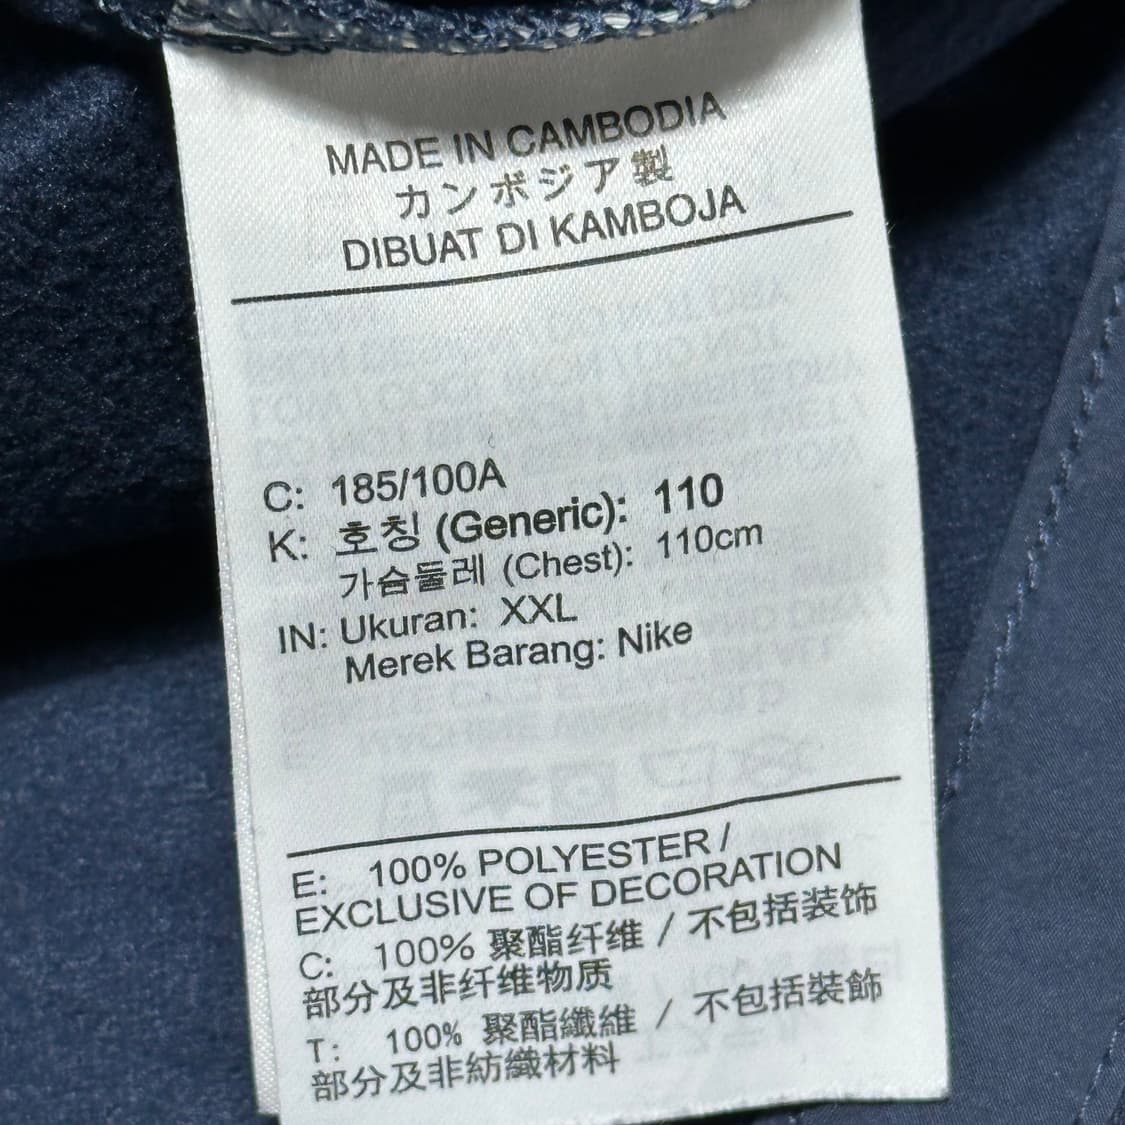 MADE IN CAMBODIA
カンボジア製
DIBUAT DI KAMBOJA
C: 185/100A
K: 호칭 (Generic): 110
가슴둘레 (Chest): 110cm
IN: Ukuran: XXL
Merek Barang: Nike
E: 100% POLYESTER /
EXCLUSIVE OF DECORATION
C: 100% 聚酯纤维 / 不包括装饰
部分及非纤维物质
T: 100% 聚酯纖維 / 不包括裝飾
部分及非紡織材料